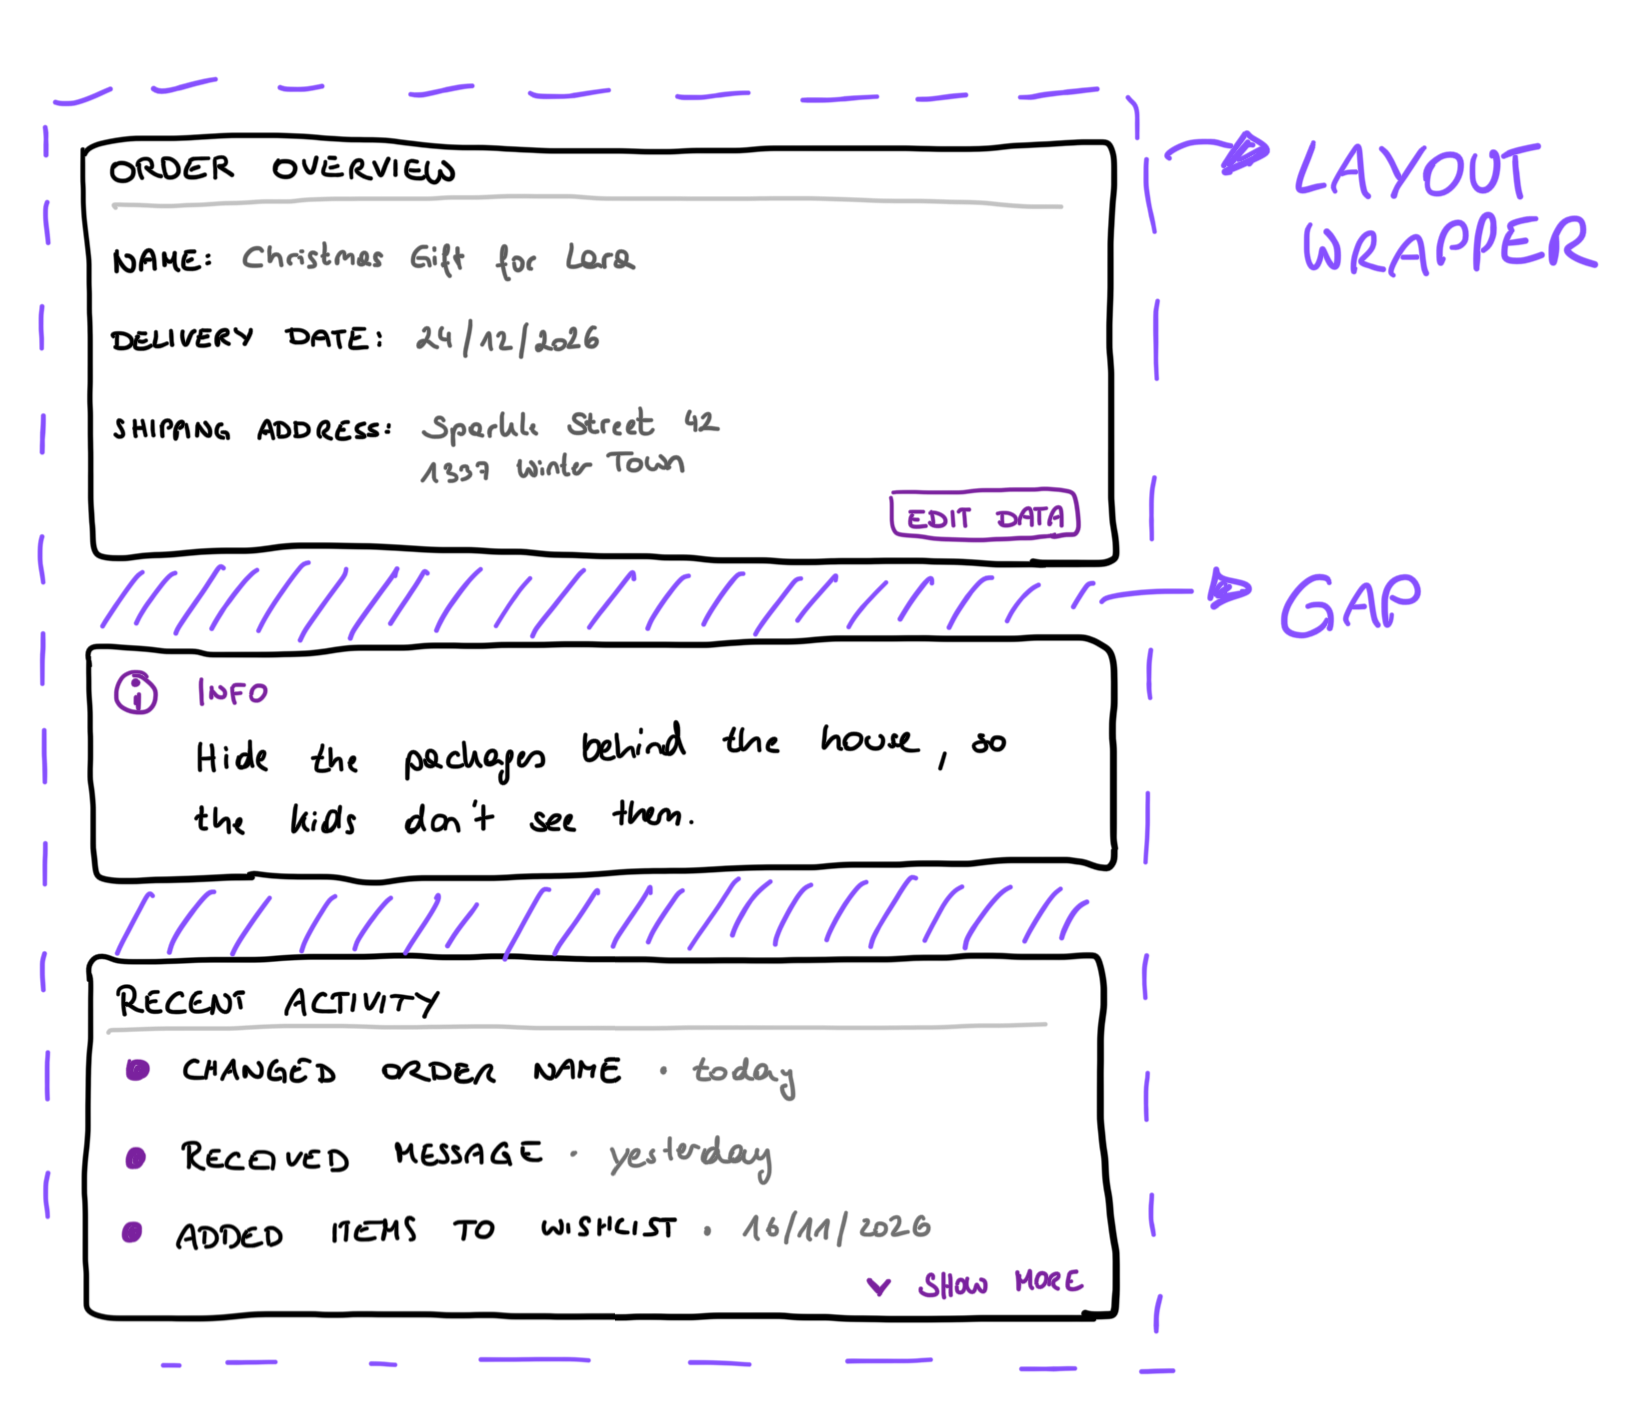 ORDER OVERVIEW
LAYOUT
WRAPPER
NAME: Christmas Gift for Lara
DELIVERY DATE: 24/12/2026
SHIPPING ADDRESS: Sparkle Street 42
1337 Winter Town
EDIT DATA
GAP
INFO
Hide the packages behind the house, so
the kids don't see them.
RECENT ACTIVITY
CHANGED ORDER NAME · today
RECEIVED MESSAGE · yesterday
ADDED ITEMS TO WISHLIST · 16/11/2026
SHOW MORE